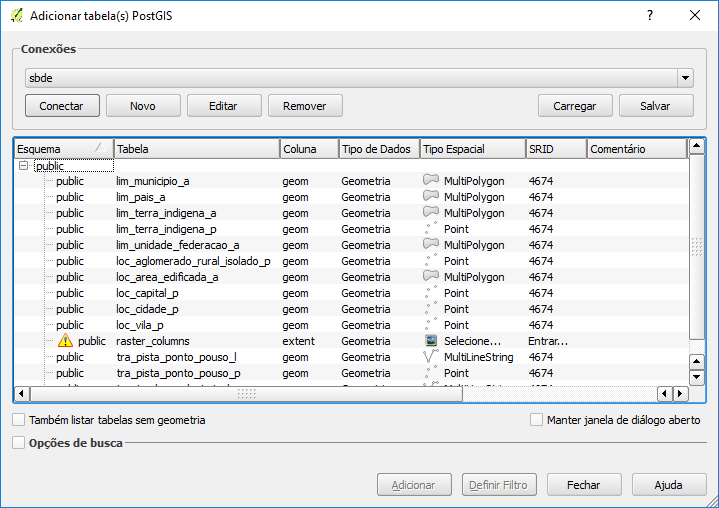 Adicionar tabela(s) PostGIS
Conexões
sbde
Conectar Novo Editar Remover Carregar Salvar
Esquema Tabela Coluna Tipo de Dados Tipo Espacial SRID Comentário
public
public lim_municipio_a geom Geometria MultiPolygon 4674
public lim_pais_a geom Geometria MultiPolygon 4674
public lim_terra_indigena_a geom Geometria MultiPolygon 4674
public lim_terra_indigena_p geom Geometria Point 4674
public lim_unidade_federacao_a geom Geometria MultiPolygon 4674
public loc_aglomerado_rural_isolado_p geom Geometria Point 4674
public loc_area_edificada_a geom Geometria MultiPolygon 4674
public loc_capital_p geom Geometria Point 4674
public loc_cidade_p geom Geometria Point 4674
public loc_vila_p geom Geometria Point 4674
public raster_columns extent Geometria Selecione... Entrar...
public tra_pista_ponto_pouso_l geom Geometria MultiLineString 4674
public tra_pista_ponto_pouso_p geom Geometria Point 4674
Também listar tabelas sem geometria Manter janela de diálogo aberto
Opções de busca
Adicionar Definir Filtro Fechar Ajuda